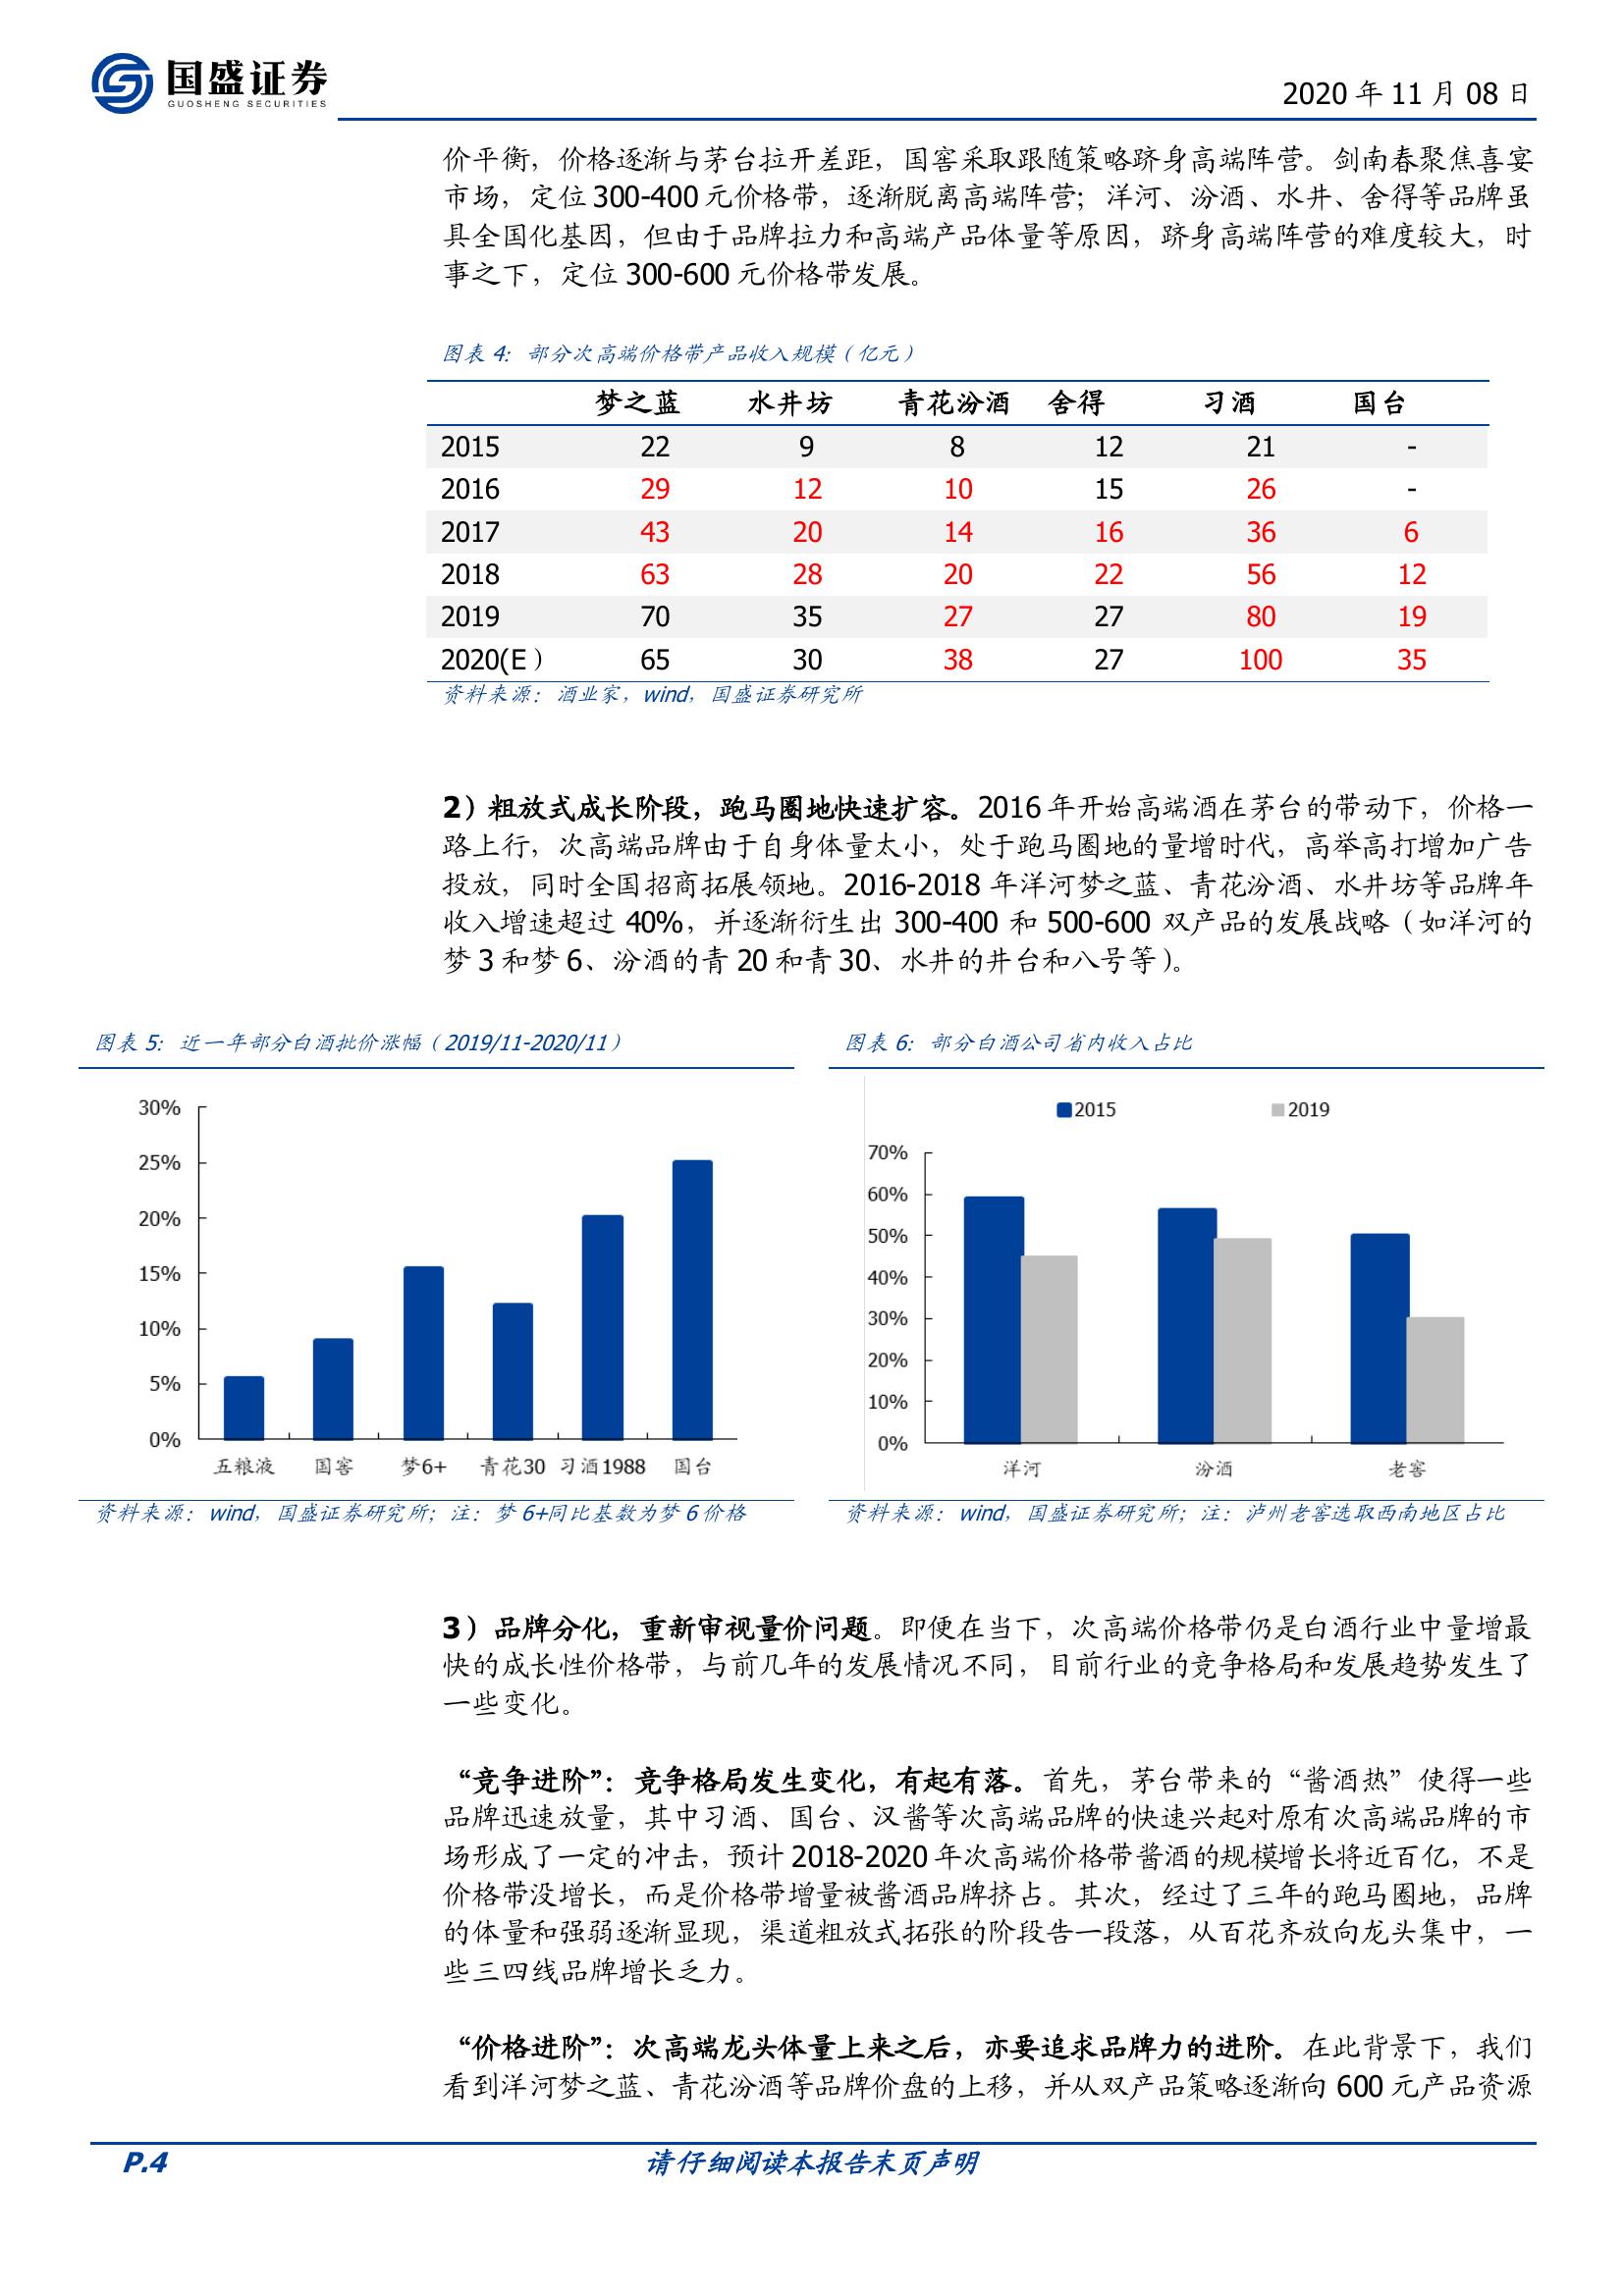 国盛证券
GUOSHENG SECURITIES
2020 年 11 月 08 日
价平衡，价格逐渐与茅台拉开差距，国窖采取跟随策略跻身高端阵营。剑南春聚焦喜宴
市场，定位 300-400 元价格带，逐渐脱离高端阵营；洋河、汾酒、水井、舍得等品牌虽
具全国化基因，但由于品牌拉力和高端产品体量等原因，跻身高端阵营的难度较大，时
事之下，定位 300-600 元价格带发展。
图表 4：部分次高端价格带产品收入规模（亿元）
梦之蓝 水井坊 青花汾酒 舍得 习酒 国台
2015 22 9 8 12 21 -
2016 29 12 10 15 26 -
2017 43 20 14 16 36 6
2018 63 28 20 22 56 12
2019 70 35 27 27 80 19
2020(E） 65 30 38 27 100 35
资料来源：酒业家，wind，国盛证券研究所
2）粗放式成长阶段，跑马圈地快速扩容。2016 年开始高端酒在茅台的带动下，价格一
路上行，次高端品牌由于自身体量太小，处于跑马圈地的量增时代，高举高打增加广告
投放，同时全国招商拓展领地。2016-2018 年洋河梦之蓝、青花汾酒、水井坊等品牌年
收入增速超过 40%，并逐渐衍生出 300-400 和 500-600 双产品的发展战略（如洋河的
梦 3 和梦 6、汾酒的青 20 和青 30、水井的井台和八号等）。
图表 5：近一年部分白酒批价涨幅（2019/11-2020/11）
30%
25%
20%
15%
10%
5%
0%
五粮液 国窖 梦6+ 青花30 习酒1988 国台
资料来源：wind，国盛证券研究所；注：梦 6+同比基数为梦 6 价格
图表 6：部分白酒公司省内收入占比
2015 2019
70%
60%
50%
40%
30%
20%
10%
0%
洋河 汾酒 老窖
资料来源：wind，国盛证券研究所；注：泸州老窖选取西南地区占比
3）品牌分化，重新审视量价问题。即便在当下，次高端价格带仍是白酒行业中量增最
快的成长性价格带，与前几年的发展情况不同，目前行业的竞争格局和发展趋势发生了
一些变化。
“竞争进阶”：竞争格局发生变化，有起有落。首先，茅台带来的“酱酒热”使得一些
品牌迅速放量，其中习酒、国台、汉酱等次高端品牌的快速兴起对原有次高端品牌的市
场形成了一定的冲击，预计 2018-2020 年次高端价格带酱酒的规模增长将近百亿，不是
价格带没增长，而是价格带增量被酱酒品牌挤占。其次，经过了三年的跑马圈地，品牌
的体量和强弱逐渐显现，渠道粗放式拓张的阶段告一段落，从百花齐放向龙头集中，一
些三四线品牌增长乏力。
“价格进阶”：次高端龙头体量上来之后，亦要追求品牌力的进阶。在此背景下，我们
看到洋河梦之蓝、青花汾酒等品牌价盘的上移，并从双产品策略逐渐向 600 元产品资源
P.4
请仔细阅读本报告末页声明